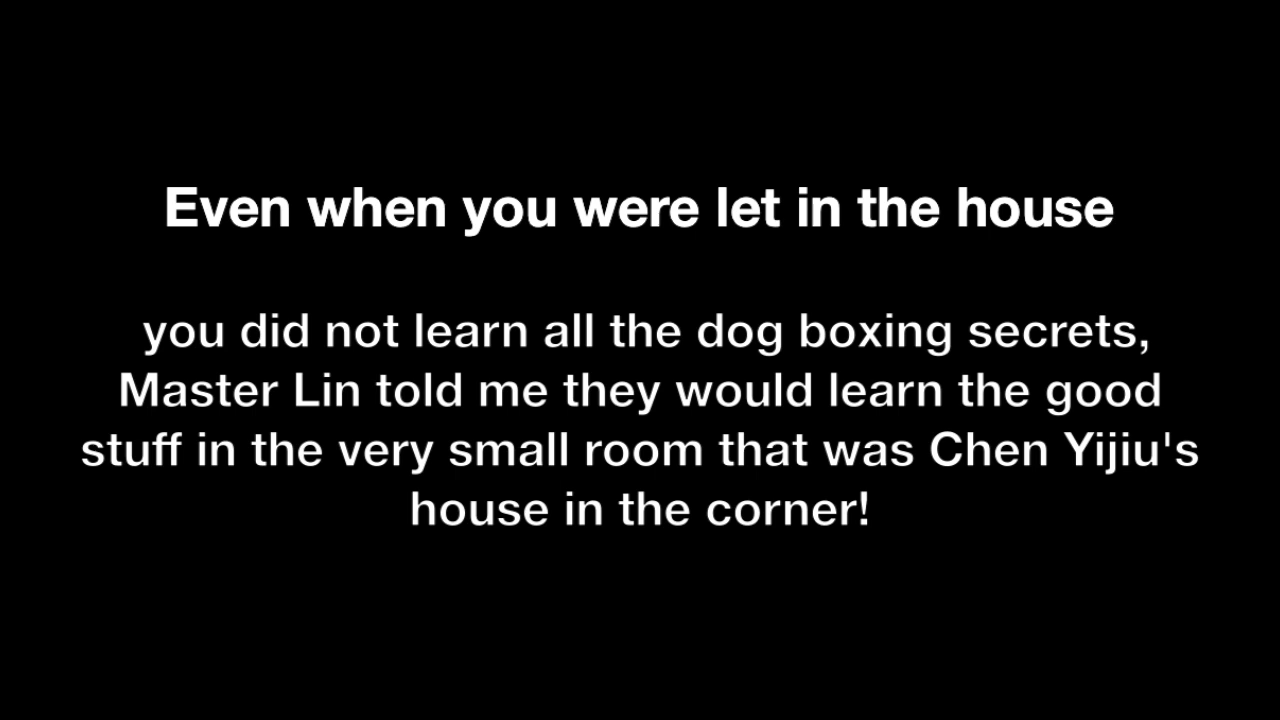 Even when you were let in the house
you did not learn all the dog boxing secrets,
Master Lin told me they would learn the good
stuff in the very small room that was Chen Yijiu's
house in the corner!